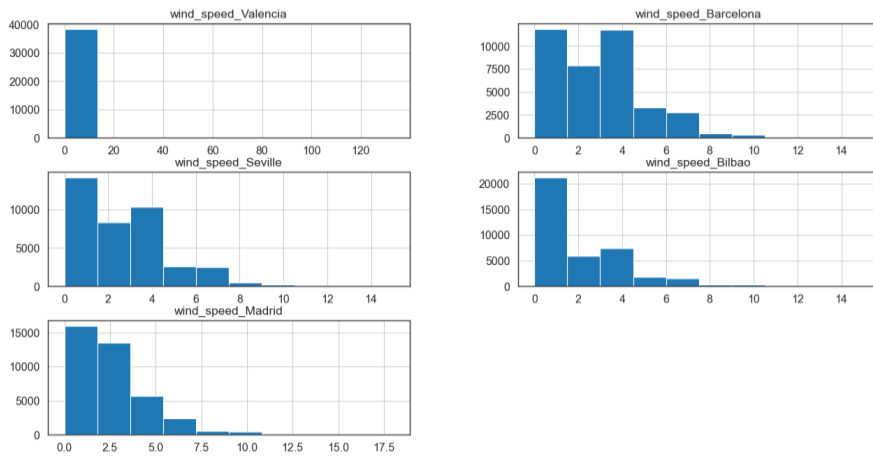 wind_speed_Valencia
40000
30000
20000
10000
0
0 20 40 60 80 100 120
wind_speed_Barcelona
10000
7500
5000
2500
0
0 2 4 6 8 10 12 14
wind_speed_Seville
10000
5000
0
0 2 4 6 8 10 12 14
wind_speed_Bilbao
20000
15000
10000
5000
0
0 2 4 6 8 10 12 14
wind_speed_Madrid
15000
10000
5000
0
0.0 2.5 5.0 7.5 10.0 12.5 15.0 17.5